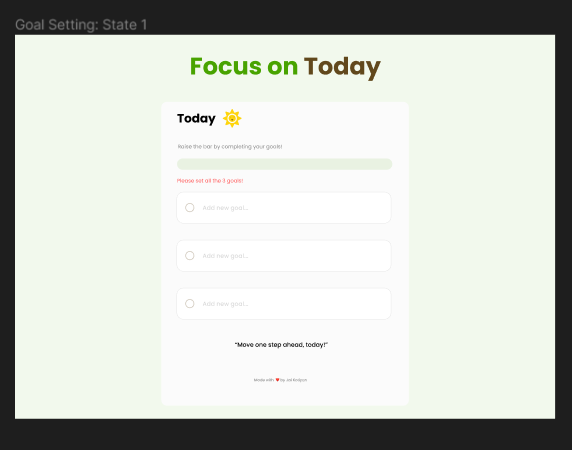 Goal Setting: State 1
Focus on Today
Today
Raise the bar by completing your goals!
Please set all the 3 goals!
Add new goal...
Add new goal...
Add new goal...
“Move one step ahead, today!”
Made with ❤ by